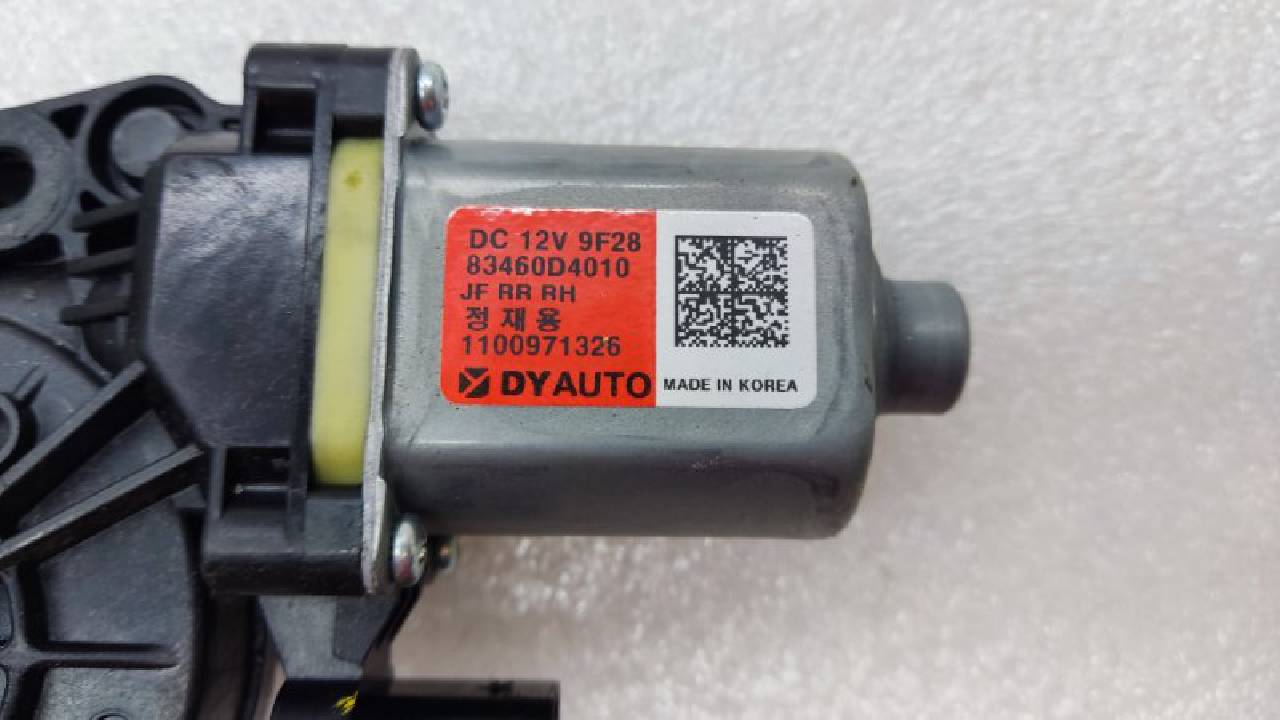 DC 12V 9F28
83460D4010
JF RR RH
정재용
1100971326
DYAUTO
MADE IN KOREA